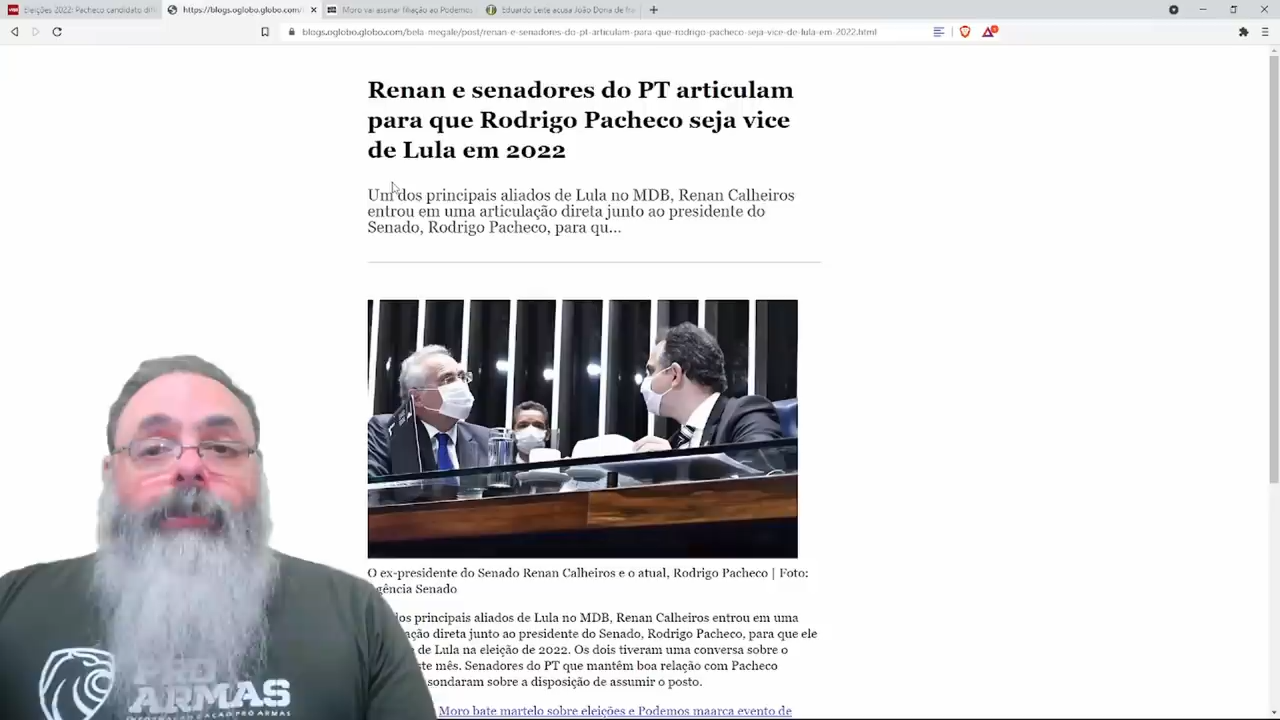 Eleições 2022: Pacheco candidato
https://blogs.oglobo.globo.com/
Moro vai assinar filiação ao Podemos
Eduardo Leite acusa João Doria de
blogs.oglobo.globo.com/bela-megale/post/renan-e-senadores-do-pt-articulam-para-que-rodrigo-pacheco-seja-vice-de-lula-em-2022.html
Renan e senadores do PT articulam
para que Rodrigo Pacheco seja vice
de Lula em 2022
Um dos principais aliados de Lula no MDB, Renan Calheiros
entrou em uma articulação direta junto ao presidente do
Senado, Rodrigo Pacheco, para qu...
O ex-presidente do Senado Renan Calheiros e o atual, Rodrigo Pacheco | Foto:
gência Senado
dos principais aliados de Lula no MDB, Renan Calheiros entrou em uma
ação direta junto ao presidente do Senado, Rodrigo Pacheco, para que ele
de Lula na eleição de 2022. Os dois tiveram uma conversa sobre o
te mês. Senadores do PT que mantêm boa relação com Pacheco
sondaram sobre a disposição de assumir o posto.
Moro bate martelo sobre eleições e Podemos maarca evento de
PRO
ARMAS